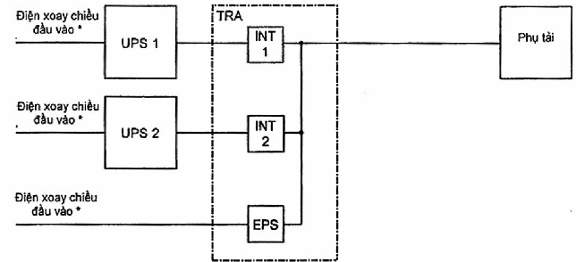 Điện xoay chiều
đầu vào *
UPS 1
TRA
INT
1
Phụ tải
Điện xoay chiều
đầu vào *
UPS 2
INT
2
Điện xoay chiều
đầu vào *
EPS